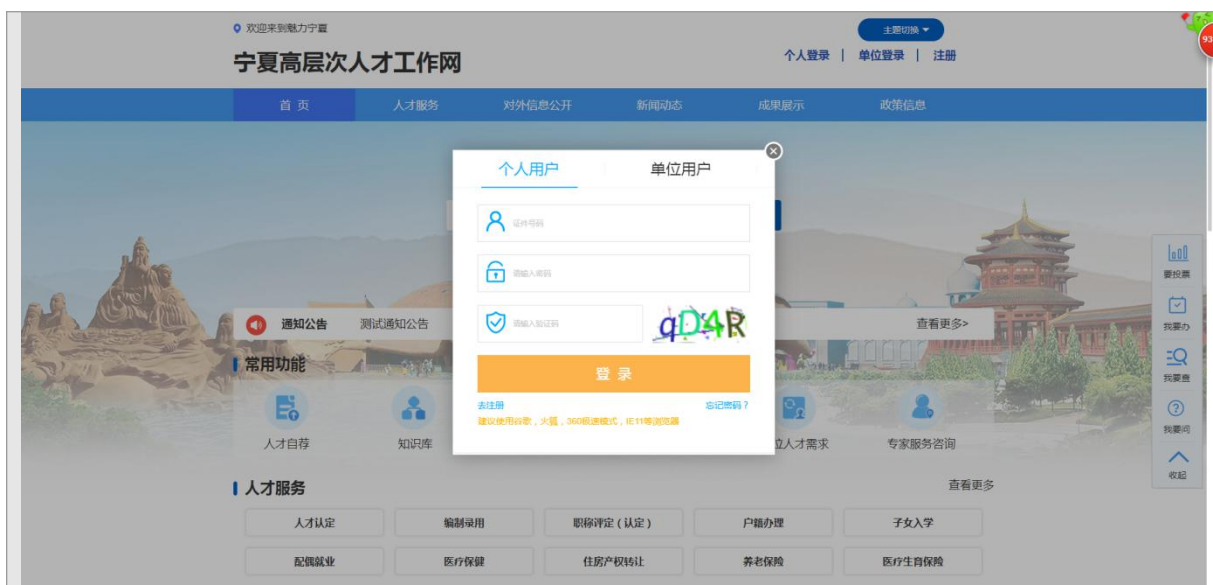 欢迎来到魅力宁夏
主题切换
宁夏高层次人才工作网
个人登录 | 单位登录 | 注册
首 页 人才服务 对外信息公开 新闻动态 成果展示 政策信息
93
个人用户 单位用户
证件号码
请输入密码
请输入验证码
qD4R
登 录
去注册 忘记密码？
建议使用谷歌，火狐，360极速模式，IE11等浏览器
通知公告 测试通知公告 查看更多>
常用功能
人才自荐 知识库 位人才需求 专家服务咨询
要投票
我要办
我要查
我要问
收起
人才服务 查看更多
人才认定 编制录用 职称评定（认定） 户籍办理 子女入学
配偶就业 医疗保健 住房产权转让 养老保险 医疗生育保险